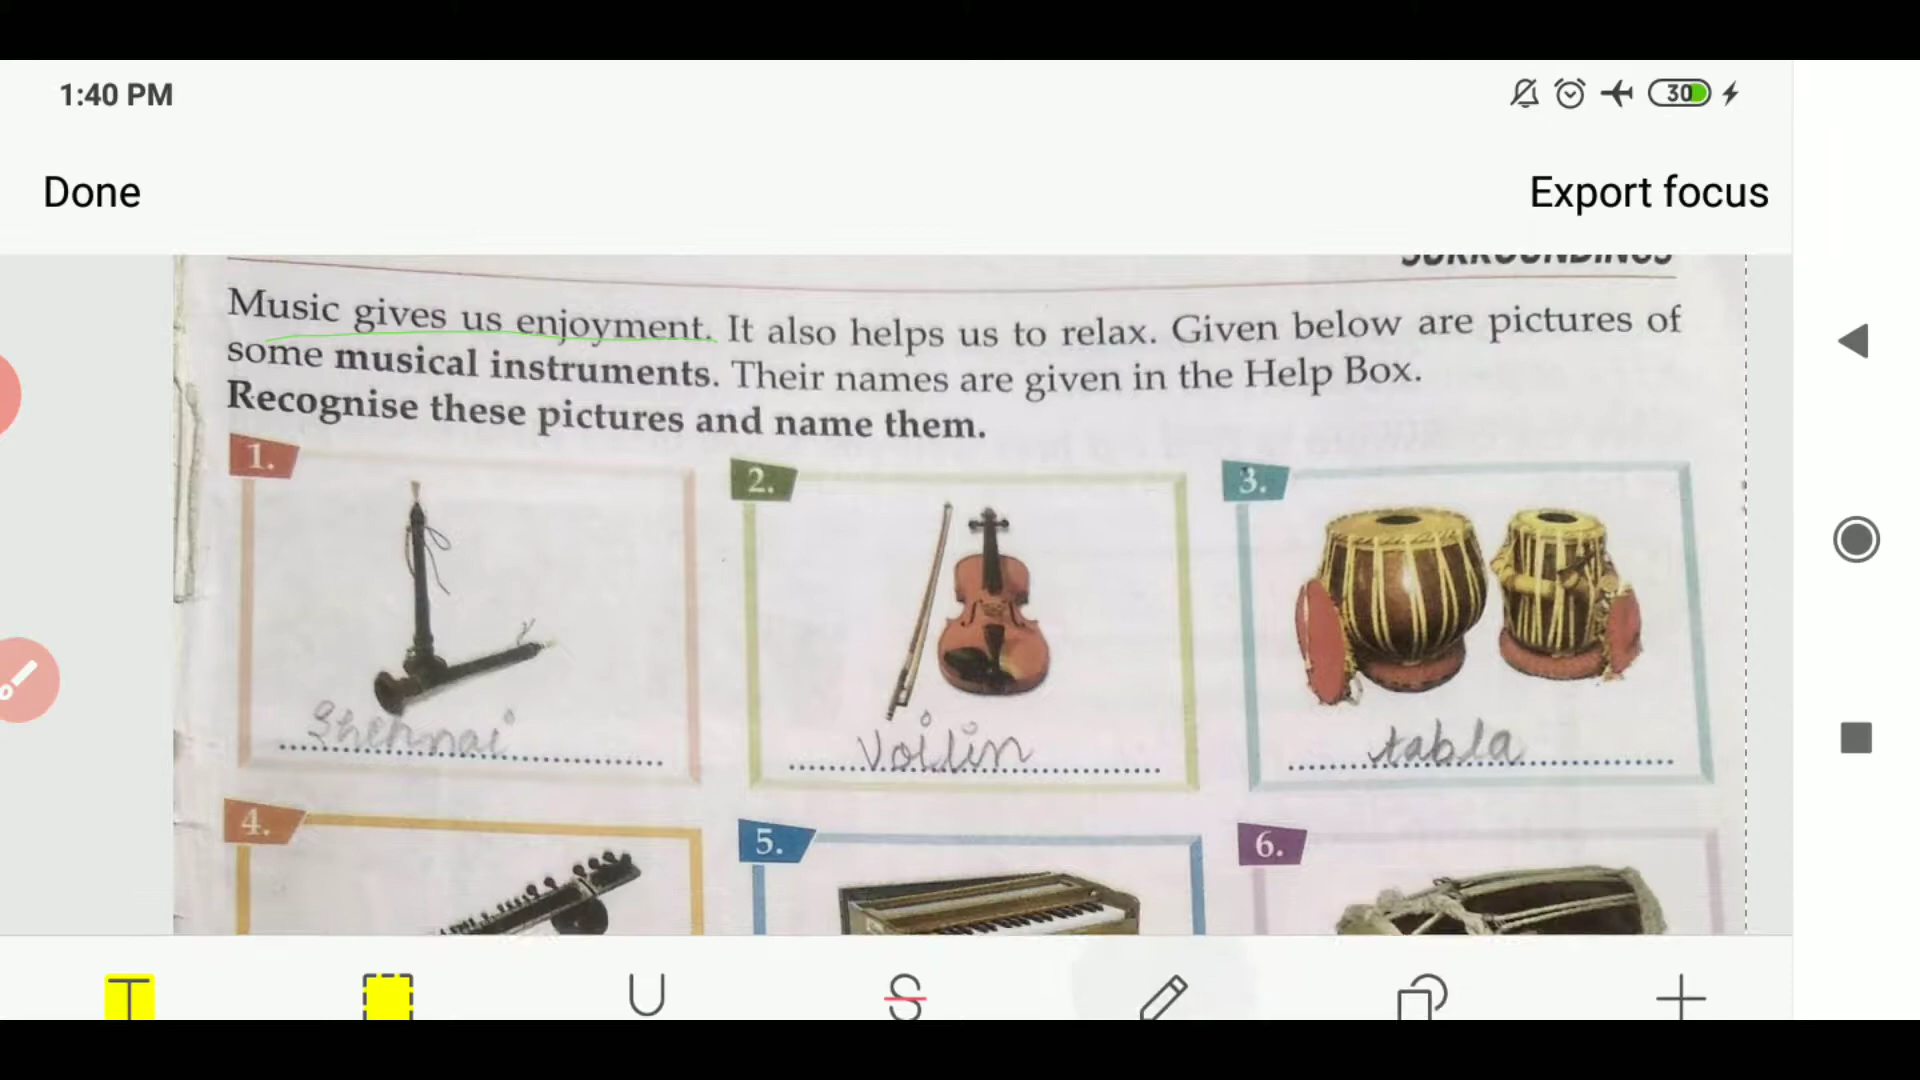 1:40 PM
30
Done
Export focus
SURROUNDINGS
Music gives us enjoyment. It also helps us to relax. Given below are pictures of
some musical instruments. Their names are given in the Help Box.
Recognise these pictures and name them.
1.
2.
3.
Shehnai
Voilin
tabla
4.
5.
6.